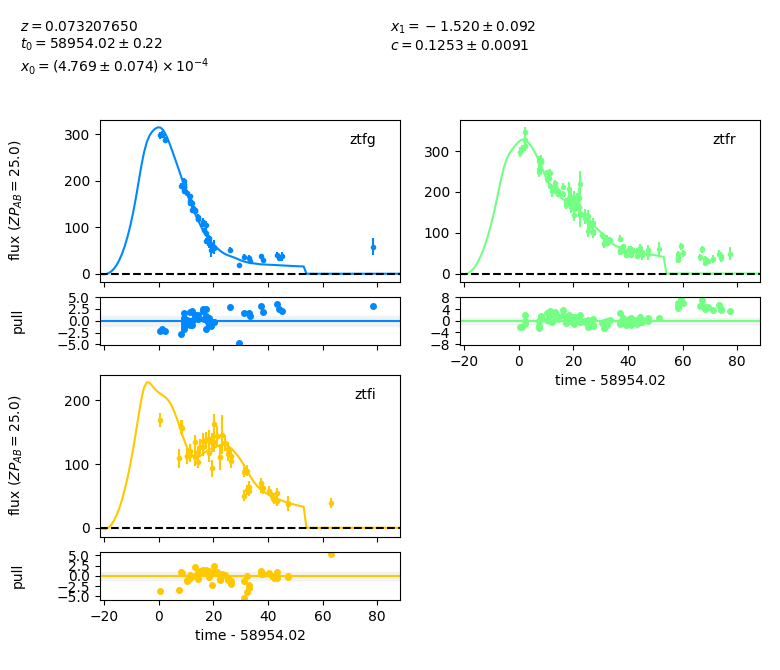 z = 0.073207650
t₀ = 58954.02 ± 0.22
x₀ = (4.769 ± 0.074) × 10⁻⁴
x₁ = −1.520 ± 0.092
c = 0.1253 ± 0.0091
ztfg
flux (ZP_AB = 25.0)
300
200
100
0
ztfr
300
200
100
0
pull
5.0
2.5
0.0
−2.5
−5.0
8
4
0
−4
−8
−20
0
20
40
60
80
time - 58954.02
ztfi
flux (ZP_AB = 25.0)
200
100
0
pull
5.0
2.5
0.0
−2.5
−5.0
−20
0
20
40
60
80
time - 58954.02